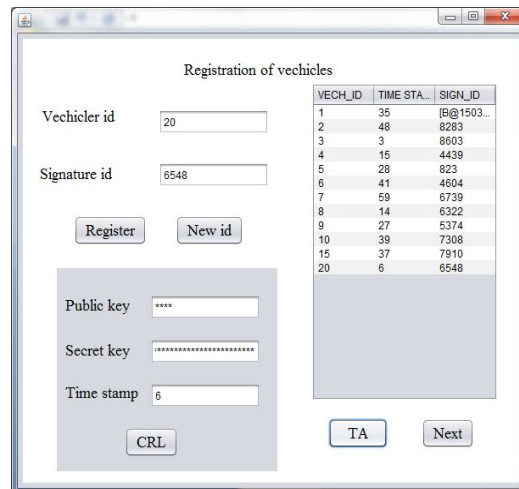 Registration of vechicles
Vechicler id
20
Signature id
6548
Register
New id
Public key
****
Secret key
Time stamp
6
CRL
VECH_ID TIME STA... SIGN_ID
1 35 [B@1503...
2 48 8283
3 3 8603
4 15 4439
5 28 823
6 41 4604
7 59 6739
8 14 6322
9 27 5374
10 39 7308
15 37 7910
20 6 6548
TA
Next